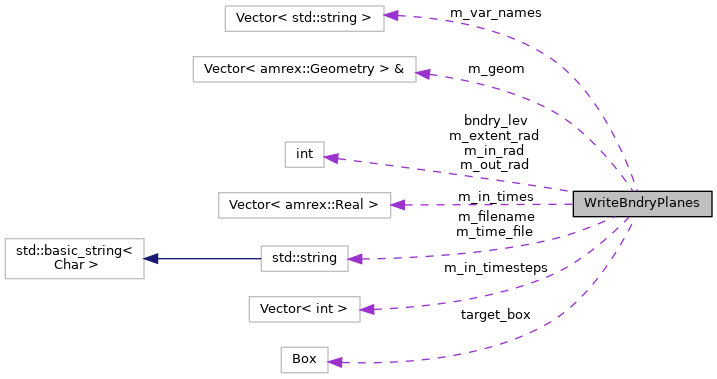 Vector< std::string >
m_var_names
Vector< amrex::Geometry > &
m_geom
int
bndry_lev
m_extent_rad
m_in_rad
m_out_rad
Vector< amrex::Real >
m_in_times
WriteBndryPlanes
m_filename
m_time_file
std::basic_string<
Char >
std::string
m_in_timesteps
Vector< int >
target_box
Box